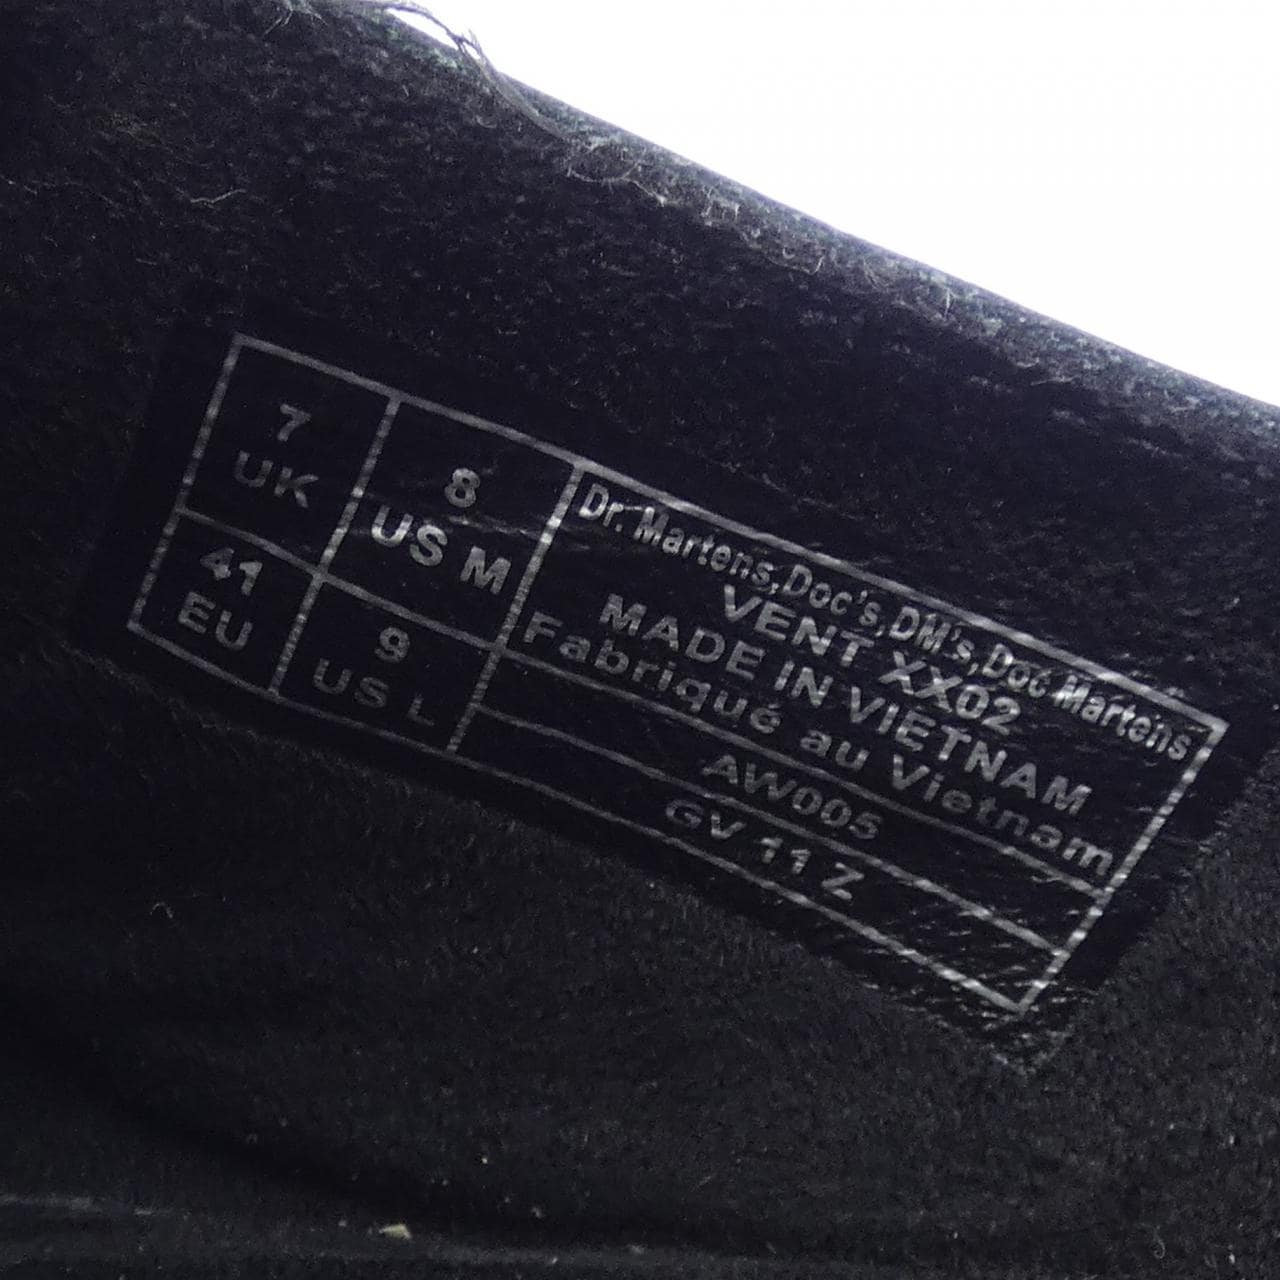 7
UK
8
US M
41
EU
9
US L
Dr. Martens,Doc's,DM's,Doc Martens
VENT XX02
MADE IN VIETNAM
Fabriqué au Vietnam
AW005
GV 11 Z